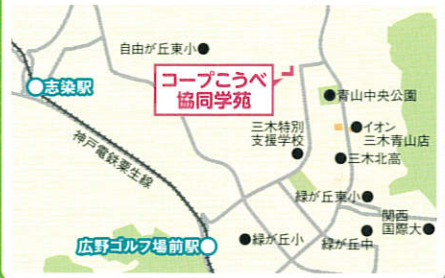 自由が丘東小
志染駅
コープこうべ
協同学苑
青山中央公園
三木特別
支援学校
イオン
三木青山店
三木北高
神戸電鉄粟生線
緑が丘東小
関西
国際大
広野ゴルフ場前駅
緑が丘小
緑が丘中